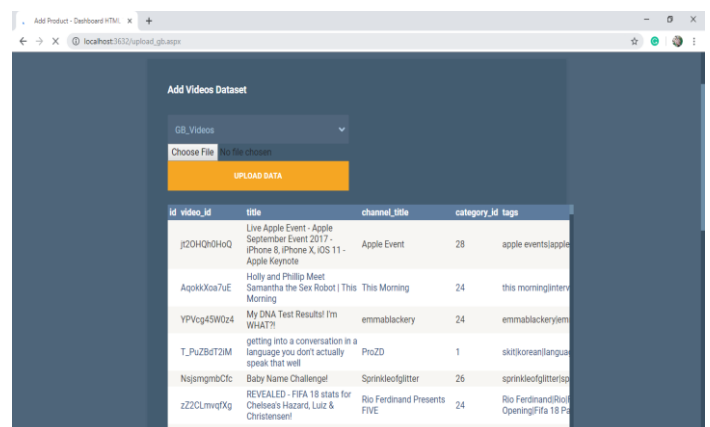 Add Product - Dashboard HTML
localhost:3632/upload_gb.aspx
Add Videos Dataset
GB_Videos
Choose File No file chosen
UPLOAD DATA
id video_id title channel_title category_id tags
jt2OHQh0HoQ Live Apple Event - Apple September Event 2017 - iPhone 8, iPhone X, iOS 11 - Apple Keynote Apple Event 28 apple events|apple
AqokkXoa7uE Holly and Phillip Meet Samantha the Sex Robot | This Morning This Morning 24 this morning|interv
YPVcg45W0z4 My DNA Test Results! I'm WHAT?! emmablackery 24 emmablackery|em
T_PuZBdT2iM getting into a conversation in a language you don't actually speak that well ProZD 1 skit|korean|langua
NsjsmgmbCfc Baby Name Challenge! Sprinkleofglitter 26 sprinkleofglitter|sp
zZ2CLmvqfXg REVEALED - FIFA 18 stats for Chelsea's Hazard, Luiz & Christensen! Rio Ferdinand Presents FIVE 24 Rio Ferdinand|Rio|F Opening|Fifa 18 Pa